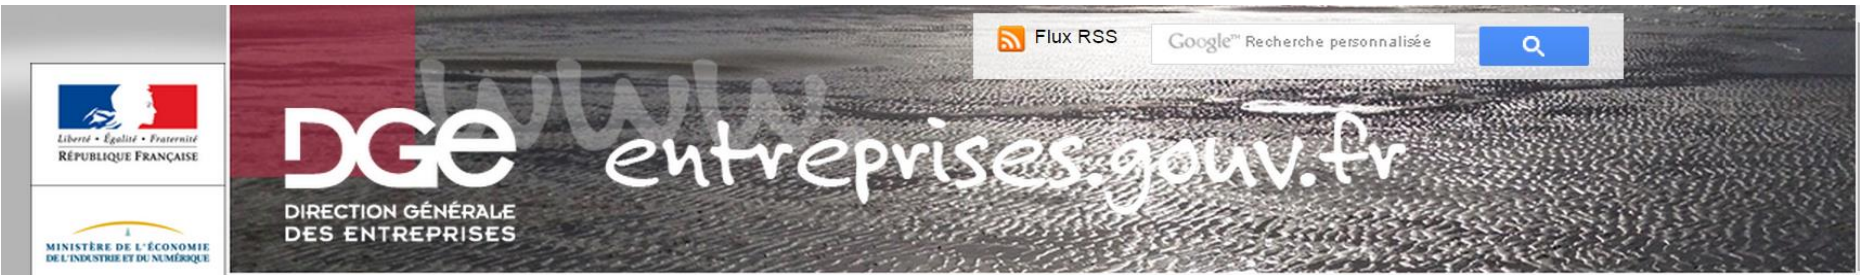 Liberté • Égalité • Fraternité
RÉPUBLIQUE FRANÇAISE
MINISTÈRE DE L'ÉCONOMIE
DE L'INDUSTRIE ET DU NUMÉRIQUE
DGE
DIRECTION GÉNÉRALE
DES ENTREPRISES
www
entreprises.gouv.fr
Flux RSS
Google™ Recherche personnalisée